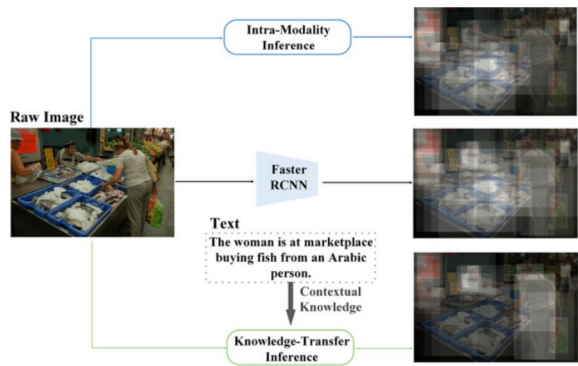 Intra-Modality
Inference
Raw Image
Faster
RCNN
Text
The woman is at marketplace
buying fish from an Arabic
person.
Contextual
Knowledge
Knowledge-Transfer
Inference